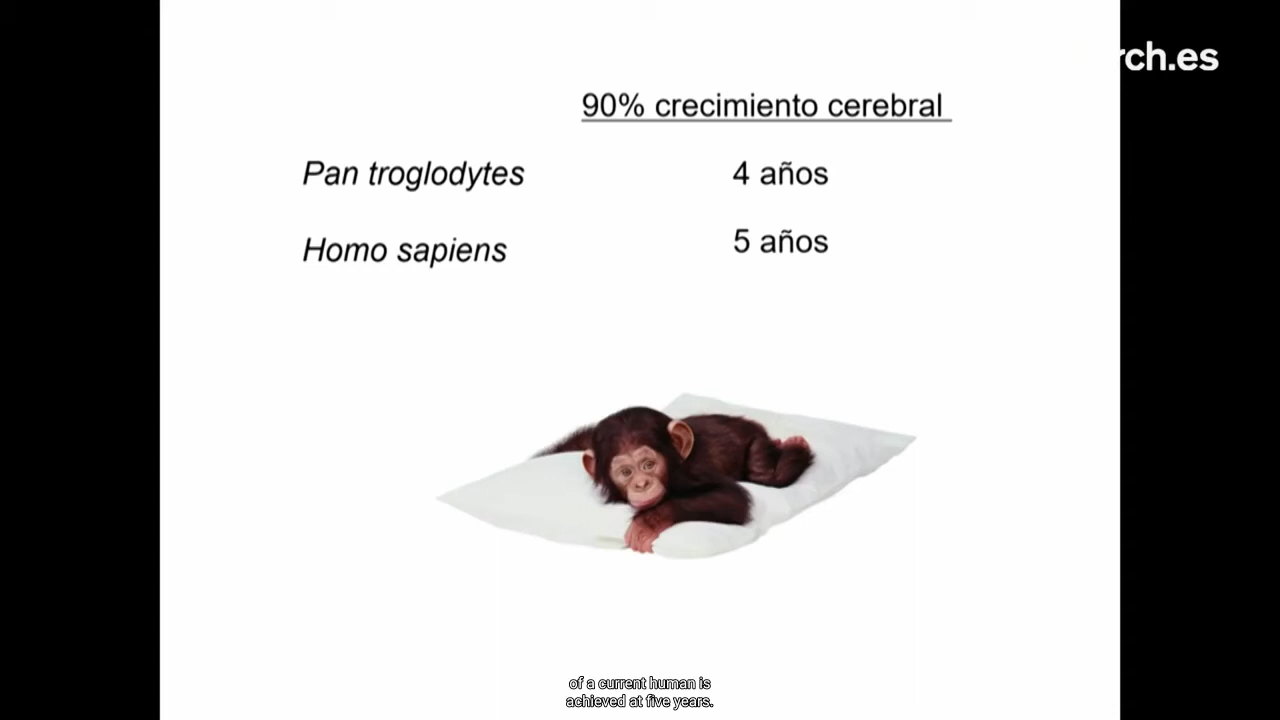 rch.es
90% crecimiento cerebral
Pan troglodytes 4 años
Homo sapiens 5 años
of a current human is
achieved at five years.